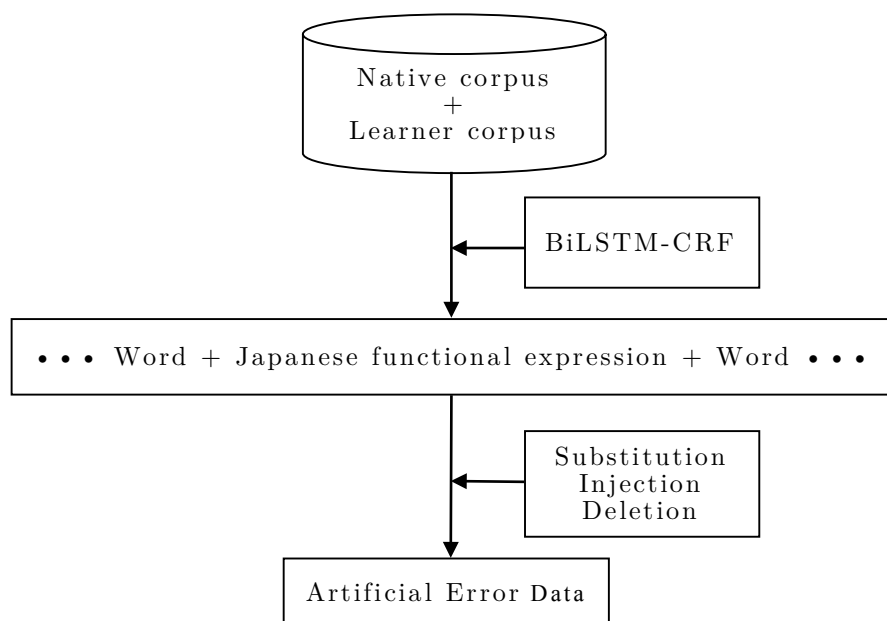 Native corpus
+
Learner corpus
BiLSTM-CRF
• • • Word + Japanese functional expression + Word • • •
Substitution
Injection
Deletion
Artificial Error Data